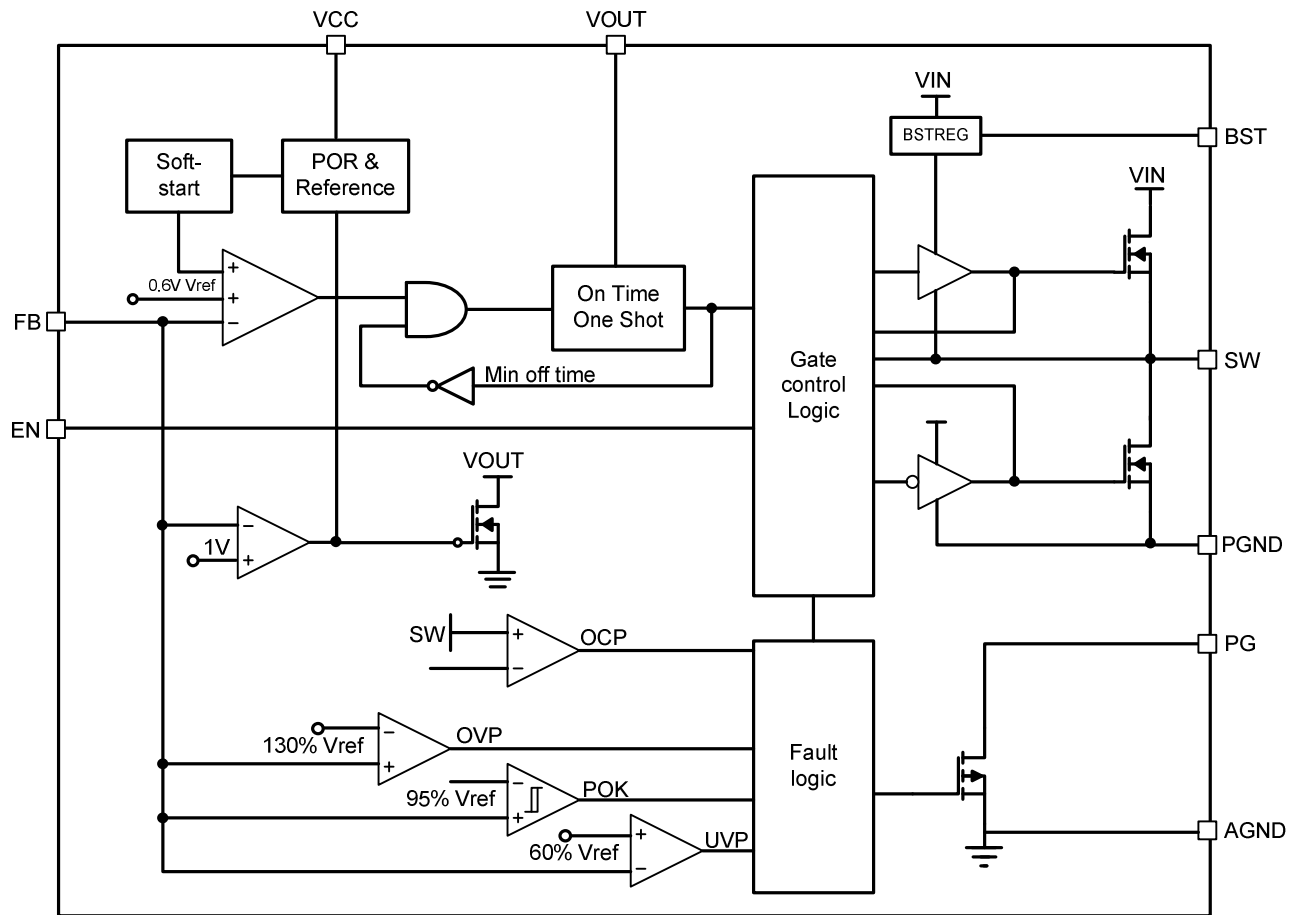 VCC
VOUT
VIN
BSTREG
BST
Soft-
start
POR &
Reference
VIN
+
0.6V Vref
+
−
FB
On Time
One Shot
Min off time
Gate
control
Logic
SW
EN
VOUT
−
1V
+
PGND
SW
+
−
OCP
PG
130% Vref
−
+
OVP
95% Vref
−
+
POK
Fault
logic
60% Vref
+
−
UVP
AGND